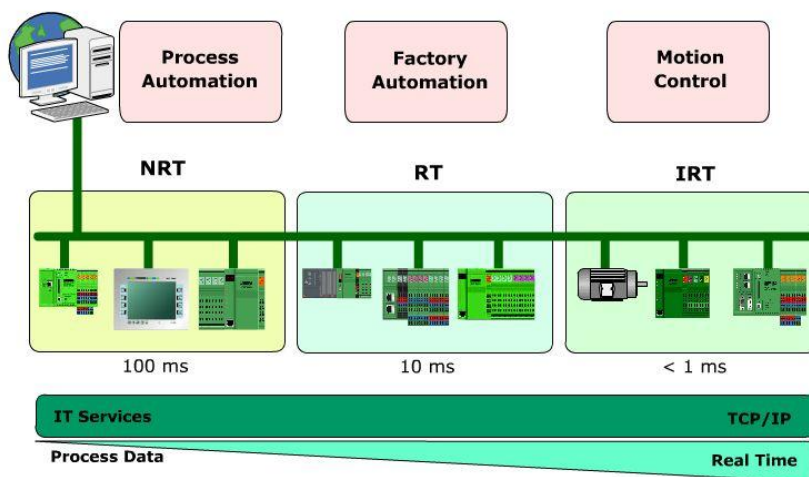 Process
Automation
Factory
Automation
Motion
Control
NRT
RT
IRT
100 ms
10 ms
< 1 ms
IT Services
TCP/IP
Process Data
Real Time